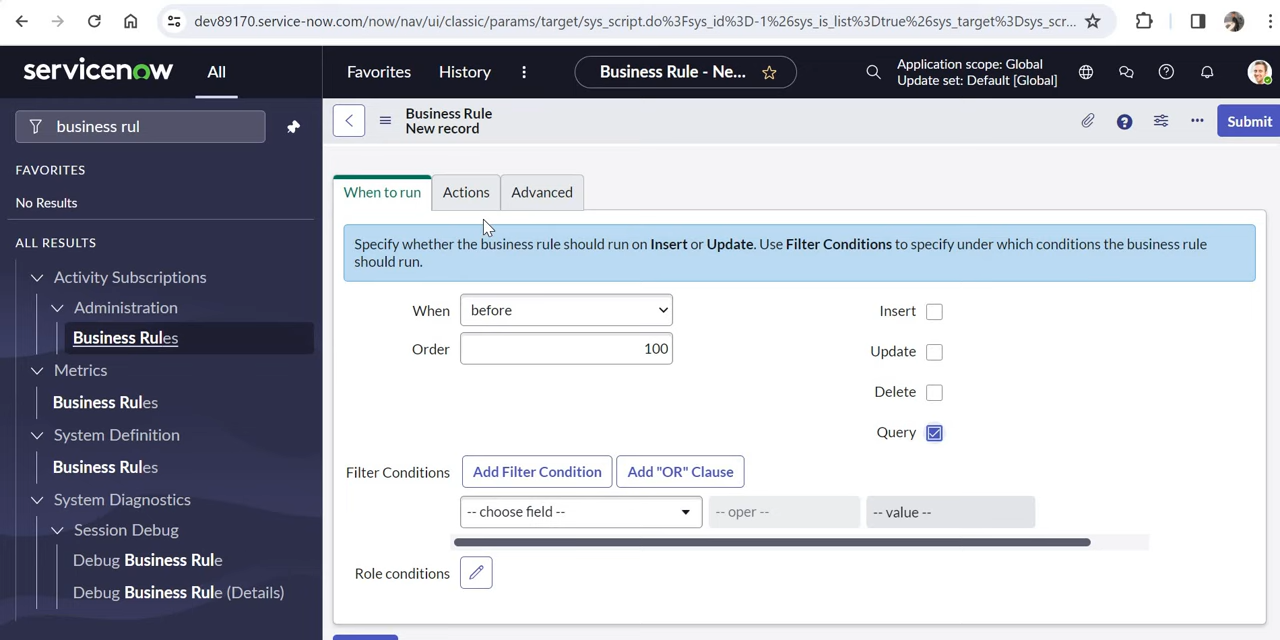 dev89170.service-now.com/now/nav/ui/classic/params/target/sys_script.do%3Fsys_id%3D-1%26sys_is_list%3Dtrue%26sys_target%3Dsys_scr...
servicenow
All
Favorites
History
Business Rule - Ne...
Application scope: Global
Update set: Default [Global]
business rul
FAVORITES
No Results
ALL RESULTS
Activity Subscriptions
Administration
Business Rules
Metrics
Business Rules
System Definition
Business Rules
System Diagnostics
Session Debug
Debug Business Rule
Debug Business Rule (Details)
Business Rule
New record
Submit
When to run
Actions
Advanced
Specify whether the business rule should run on Insert or Update. Use Filter Conditions to specify under which conditions the business rule
should run.
When
before
Insert
Order
100
Update
Delete
Query
Filter Conditions
Add Filter Condition
Add "OR" Clause
-- choose field --
-- oper --
-- value --
Role conditions